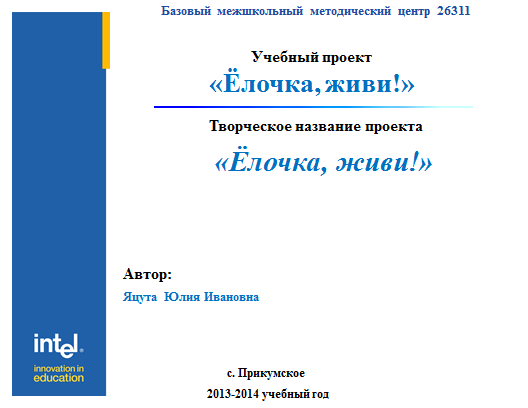 Базовый межшкольный методический центр 26311
Учебный проект
«Ёлочка, живи!»
Творческое название проекта
«Ёлочка, живи!»
Автор:
Яцута Юлия Ивановна
intel.
innovation in
education
с. Прикумское
2013-2014 учебный год